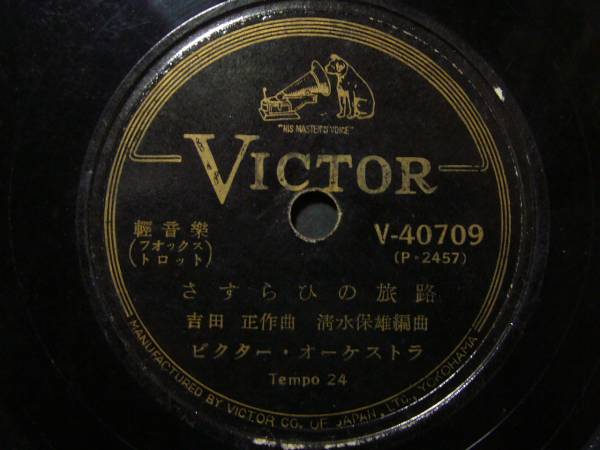 "HIS MASTER'S VOICE"
VICTOR
輕音樂
(フオックス
トロット)
V-40709
(P・2457)
さすらひの旅路
吉田 正作曲 清水保雄編曲
ビクター・オーケストラ
Tempo 24
MANUFACTURED BY VICTOR CO. OF JAPAN, LTD., YOKOHAMA